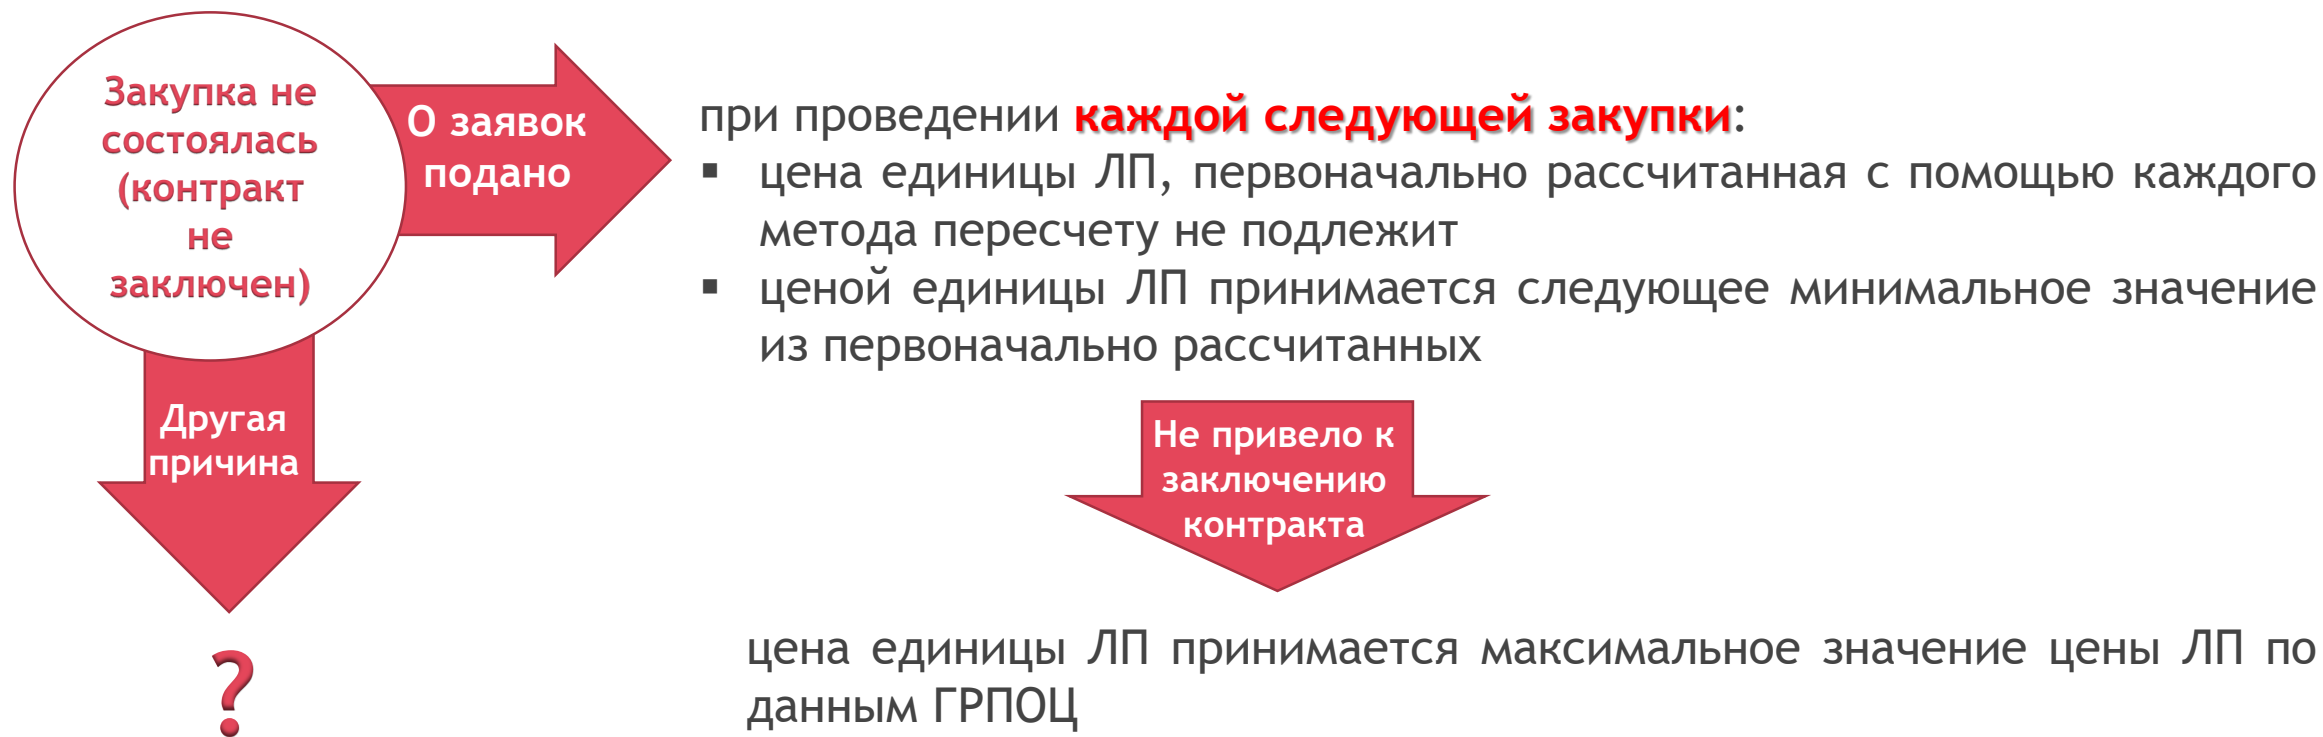 Закупка не
состоялась
(контракт
не
заключен)
О заявок
подано
при проведении каждой следующей закупки:
▪ цена единицы ЛП, первоначально рассчитанная с помощью каждого
метода пересчету не подлежит
▪ ценой единицы ЛП принимается следующее минимальное значение
из первоначально рассчитанных
Другая
причина
Не привело к
заключению
контракта
?
цена единицы ЛП принимается максимальное значение цены ЛП по
данным ГРПОЦ